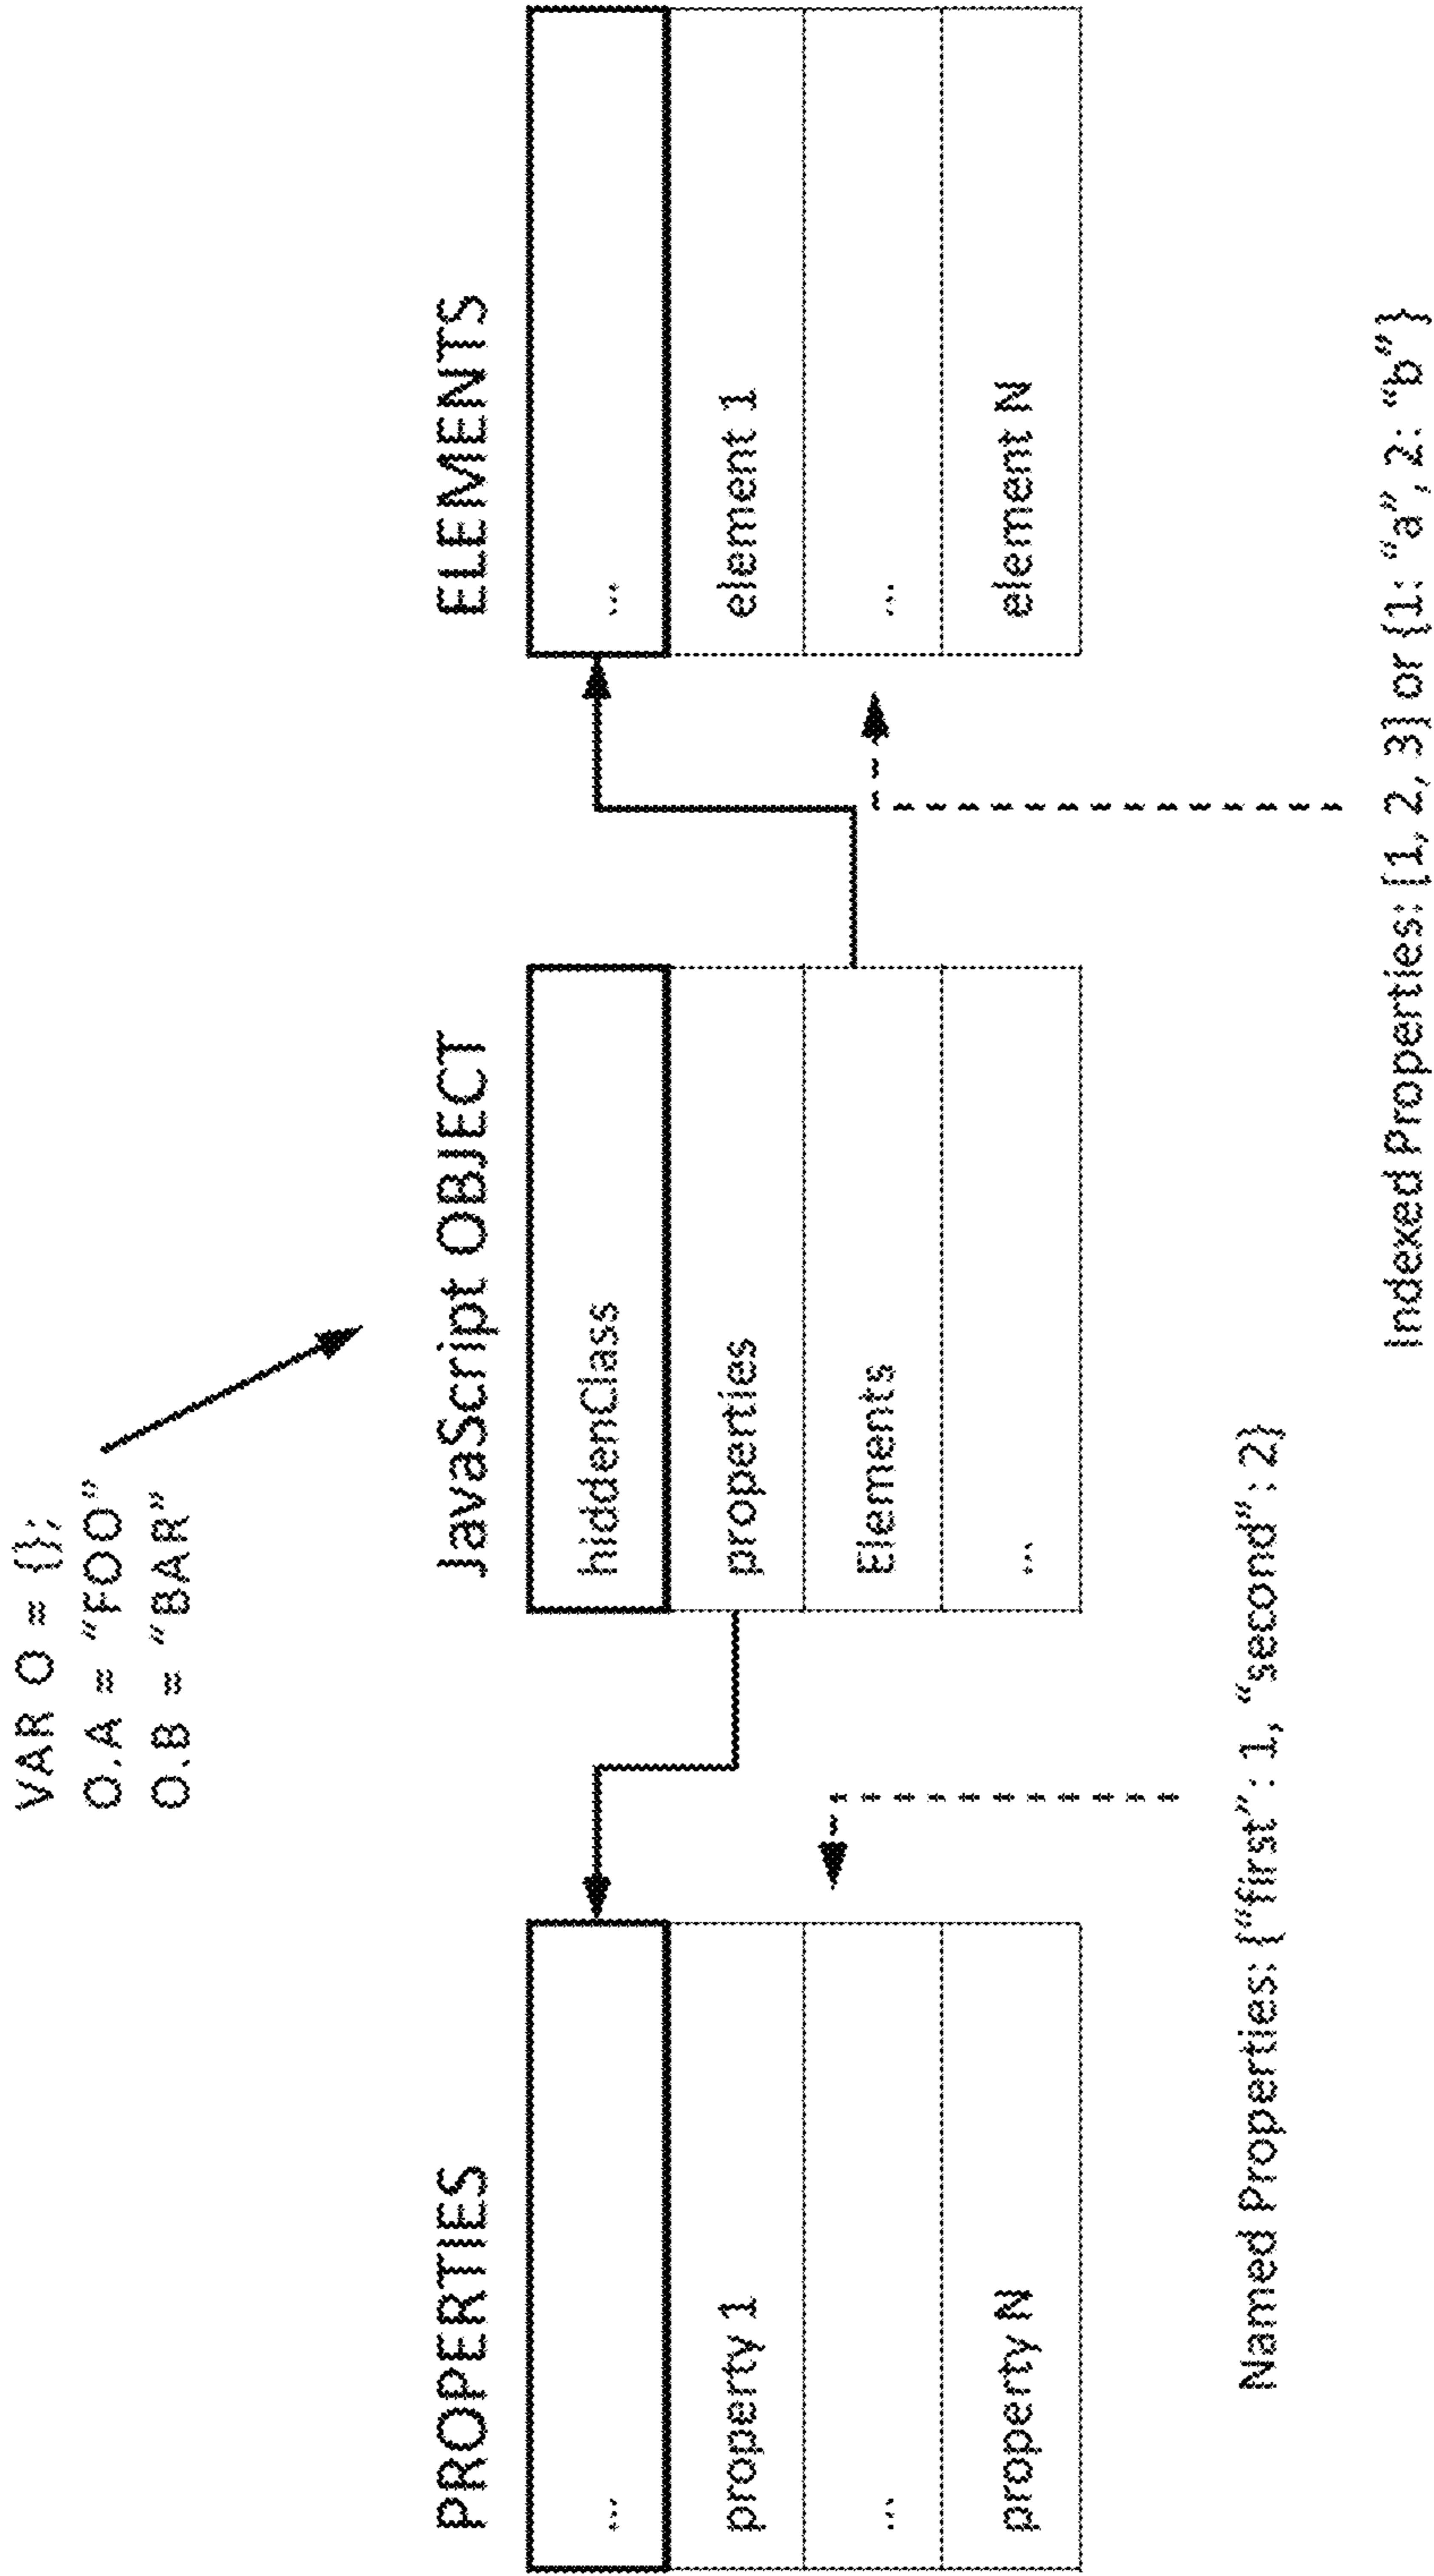 VAR O = {};
O.A = "FOO"
O.B = "BAR"
PROPERTIES
...
property 1
...
property N
JavaScript OBJECT
hiddenClass
properties
Elements
...
ELEMENTS
...
element 1
...
element N
Named Properties: {“first”: 1, “second”: 2}
Indexed Properties: [1, 2, 3] or {1: “a”, 2: “b”}